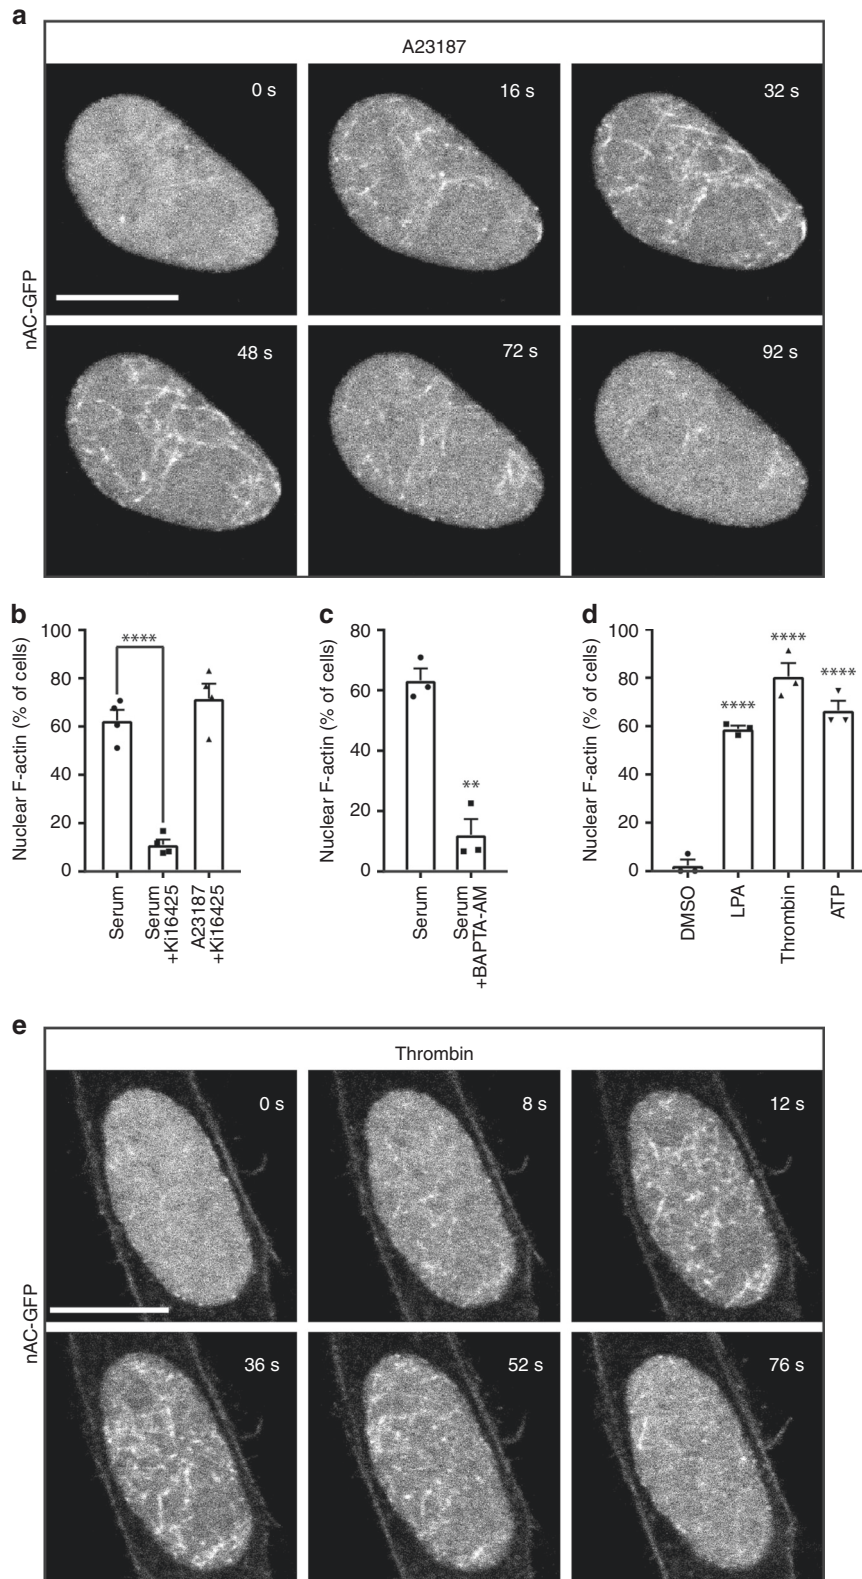 a
A23187
0 s
16 s
32 s
nAC-GFP
48 s
72 s
92 s
b
Nuclear F-actin (% of cells)
100
80
60
40
20
0
****
Serum
Serum
+Ki16425
A23187
+Ki16425
c
Nuclear F-actin (% of cells)
80
60
40
20
0
**
Serum
Serum
+BAPTA-AM
d
Nuclear F-actin (% of cells)
100
80
60
40
20
0
****
****
****
DMSO
LPA
Thrombin
ATP
e
Thrombin
0 s
8 s
12 s
nAC-GFP
36 s
52 s
76 s